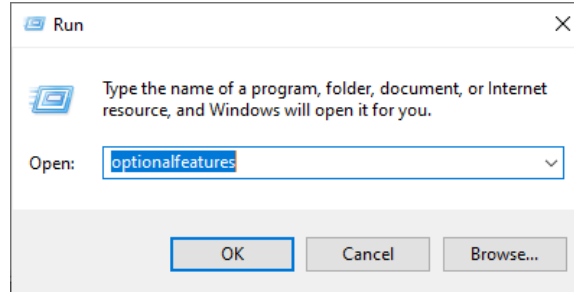 Run
Type the name of a program, folder, document, or Internet
resource, and Windows will open it for you.
Open: optionalfeatures
OK Cancel Browse...